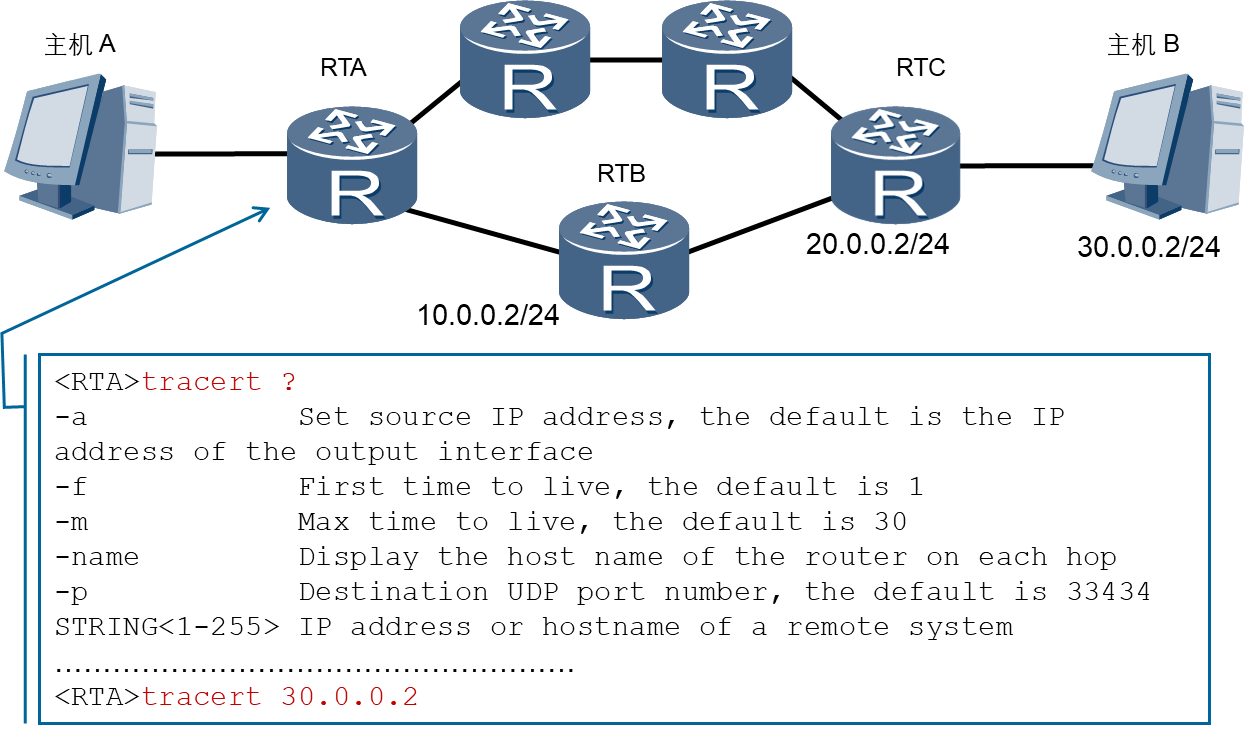 主机 A
RTA
RTC
主机 B
R
R
R
R
RTB
R
20.0.0.2/24
30.0.0.2/24
10.0.0.2/24
<RTA>tracert ?
-a Set source IP address, the default is the IP
address of the output interface
-f First time to live, the default is 1
-m Max time to live, the default is 30
-name Display the host name of the router on each hop
-p Destination UDP port number, the default is 33434
STRING<1-255> IP address or hostname of a remote system
......................................................
<RTA>tracert 30.0.0.2